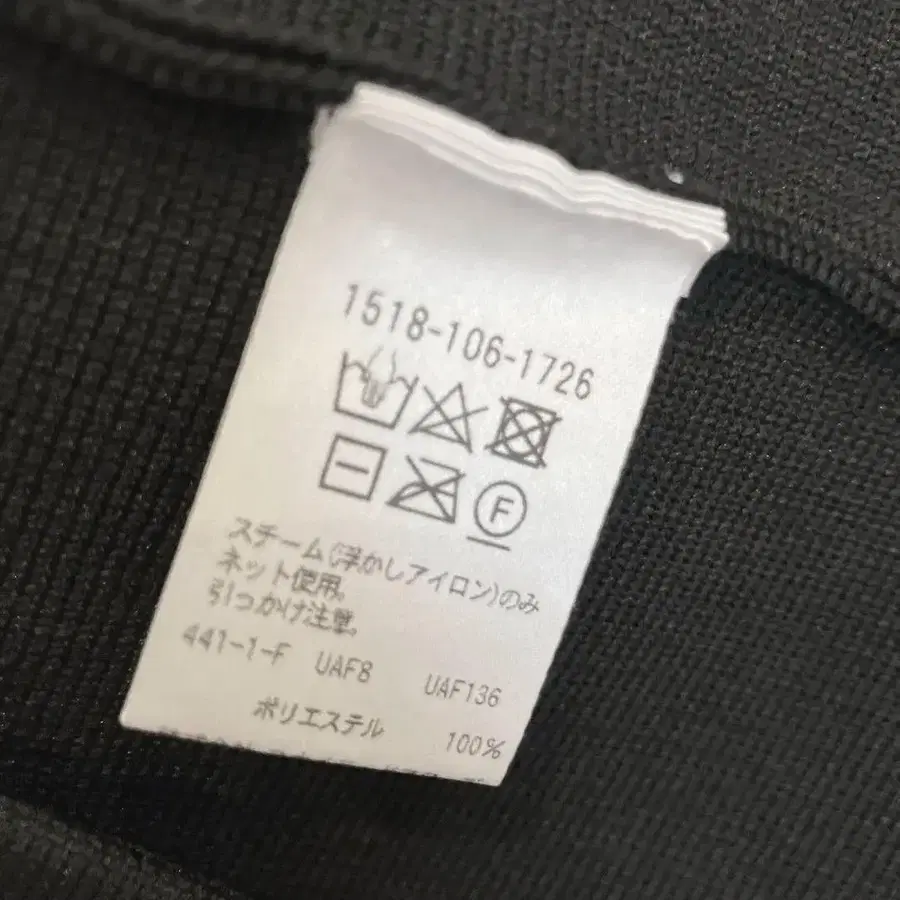 1518-106-1726
F
スチーム(浮かしアイロン)のみ
ネット使用。
引っかけ注意。
441-1-F UAF8 UAF136
ポリエステル 100%